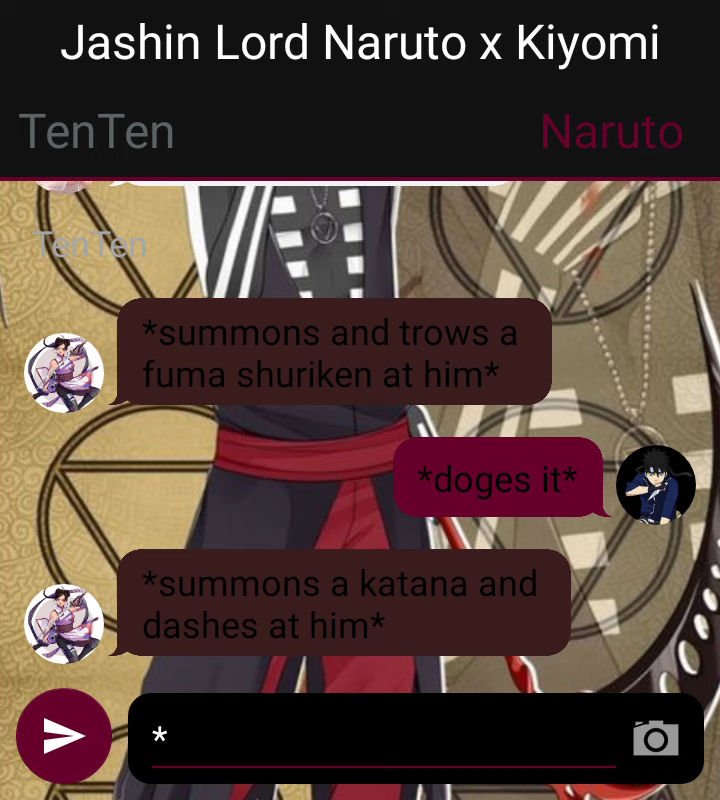 Jashin Lord Naruto x Kiyomi
TenTen
Naruto
TenTen
*summons and trows a
fuma shuriken at him*
*doges it*
*summons a katana and
dashes at him*
*